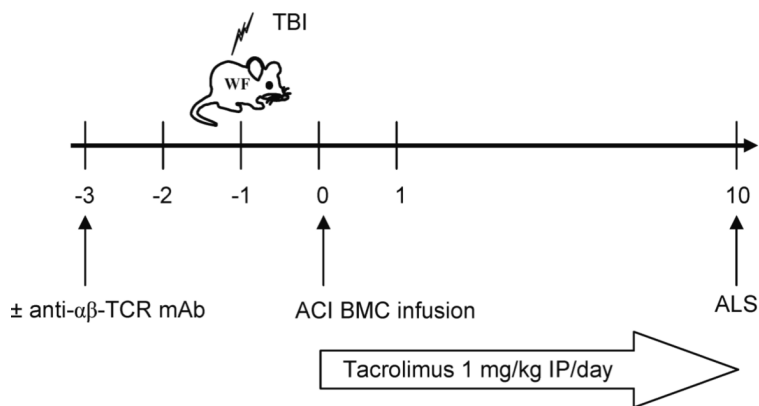 TBI
WF
-3 -2 -1 0 1 10
± anti-αβ-TCR mAb
ACI BMC infusion
ALS
Tacrolimus 1 mg/kg IP/day